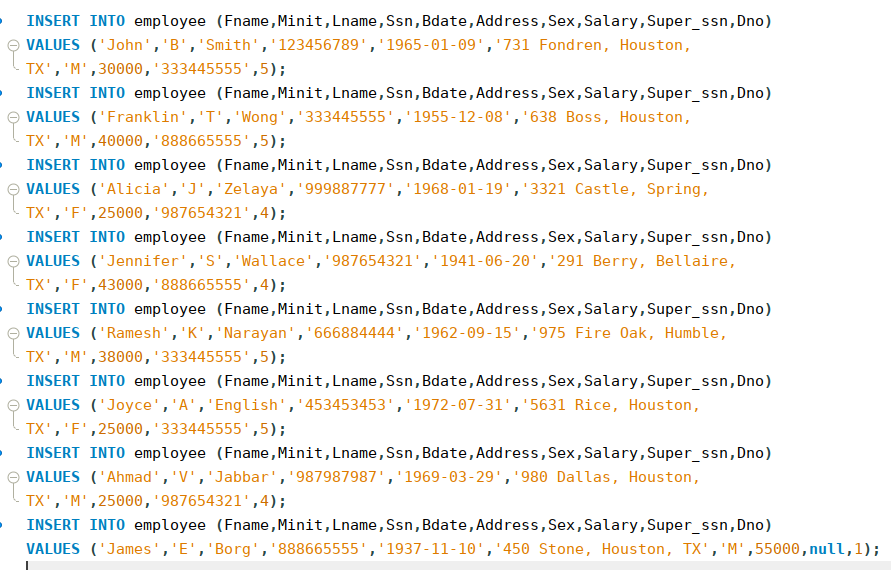 INSERT INTO employee (Fname,Minit,Lname,Ssn,Bdate,Address,Sex,Salary,Super_ssn,Dno)
VALUES ('John','B','Smith','123456789','1965-01-09','731 Fondren, Houston,
TX','M',30000,'333445555',5);
INSERT INTO employee (Fname,Minit,Lname,Ssn,Bdate,Address,Sex,Salary,Super_ssn,Dno)
VALUES ('Franklin','T','Wong','333445555','1955-12-08','638 Boss, Houston,
TX','M',40000,'888665555',5);
INSERT INTO employee (Fname,Minit,Lname,Ssn,Bdate,Address,Sex,Salary,Super_ssn,Dno)
VALUES ('Alicia','J','Zelaya','999887777','1968-01-19','3321 Castle, Spring,
TX','F',25000,'987654321',4);
INSERT INTO employee (Fname,Minit,Lname,Ssn,Bdate,Address,Sex,Salary,Super_ssn,Dno)
VALUES ('Jennifer','S','Wallace','987654321','1941-06-20','291 Berry, Bellaire,
TX','F',43000,'888665555',4);
INSERT INTO employee (Fname,Minit,Lname,Ssn,Bdate,Address,Sex,Salary,Super_ssn,Dno)
VALUES ('Ramesh','K','Narayan','666884444','1962-09-15','975 Fire Oak, Humble,
TX','M',38000,'333445555',5);
INSERT INTO employee (Fname,Minit,Lname,Ssn,Bdate,Address,Sex,Salary,Super_ssn,Dno)
VALUES ('Joyce','A','English','453453453','1972-07-31','5631 Rice, Houston,
TX','F',25000,'333445555',5);
INSERT INTO employee (Fname,Minit,Lname,Ssn,Bdate,Address,Sex,Salary,Super_ssn,Dno)
VALUES ('Ahmad','V','Jabbar','987987987','1969-03-29','980 Dallas, Houston,
TX','M',25000,'987654321',4);
INSERT INTO employee (Fname,Minit,Lname,Ssn,Bdate,Address,Sex,Salary,Super_ssn,Dno)
VALUES ('James','E','Borg','888665555','1937-11-10','450 Stone, Houston, TX','M',55000,null,1);